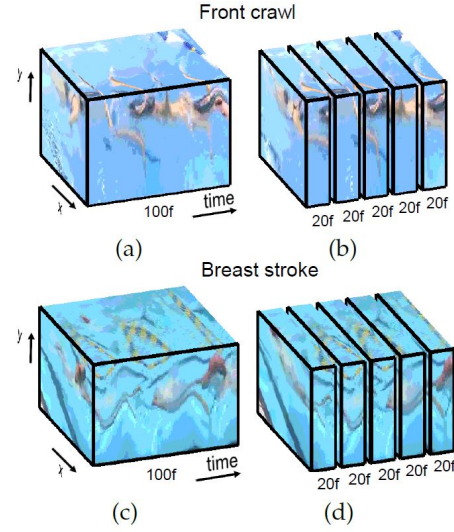 Front crawl
y
x
100f
time
20f 20f 20f 20f 20f
(a)
(b)
Breast stroke
y
x
100f
time
20f 20f 20f 20f 20f
(c)
(d)